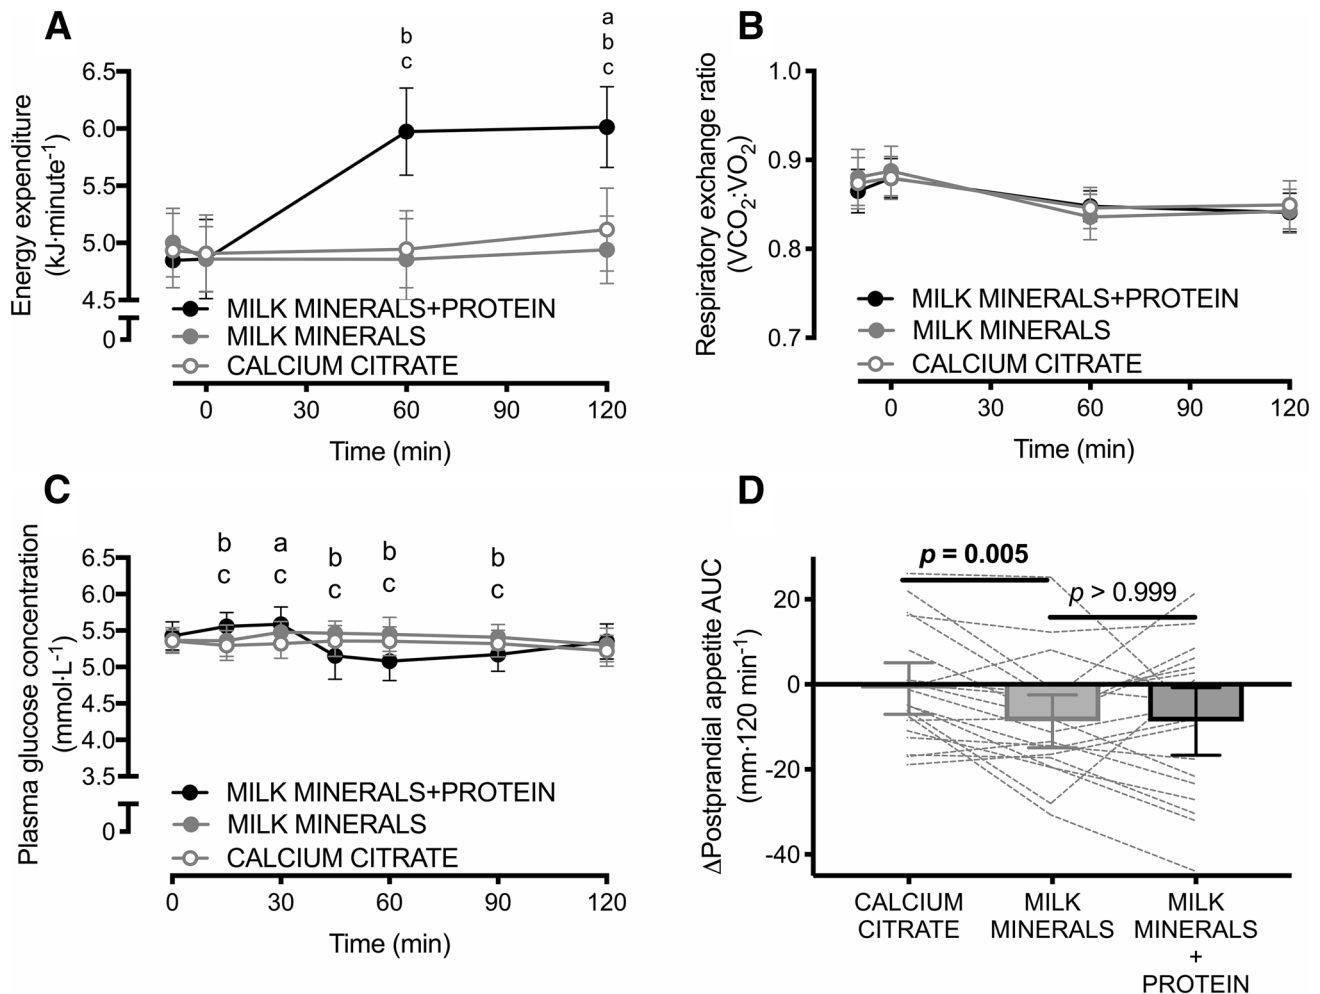 A
Energy expenditure
(kJ·minute⁻¹)
b
c
a
b
c
6.5
6.0
5.5
5.0
4.5
0
MILK MINERALS+PROTEIN
MILK MINERALS
CALCIUM CITRATE
0 30 60 90 120
Time (min)
B
Respiratory exchange ratio
(VCO₂:VO₂)
1.0
0.9
0.8
0.7
MILK MINERALS+PROTEIN
MILK MINERALS
CALCIUM CITRATE
0 30 60 90 120
Time (min)
C
Plasma glucose concentration
(mmol·L⁻¹)
b a b b b
c c c c c
6.5
6.0
5.5
5.0
4.5
4.0
3.5
0
MILK MINERALS+PROTEIN
MILK MINERALS
CALCIUM CITRATE
0 30 60 90 120
Time (min)
D
ΔPostprandial appetite AUC
(mm·120 min⁻¹)
p = 0.005
p > 0.999
20
0
-20
-40
CALCIUM
CITRATE
MILK
MINERALS
MILK
MINERALS
+
PROTEIN